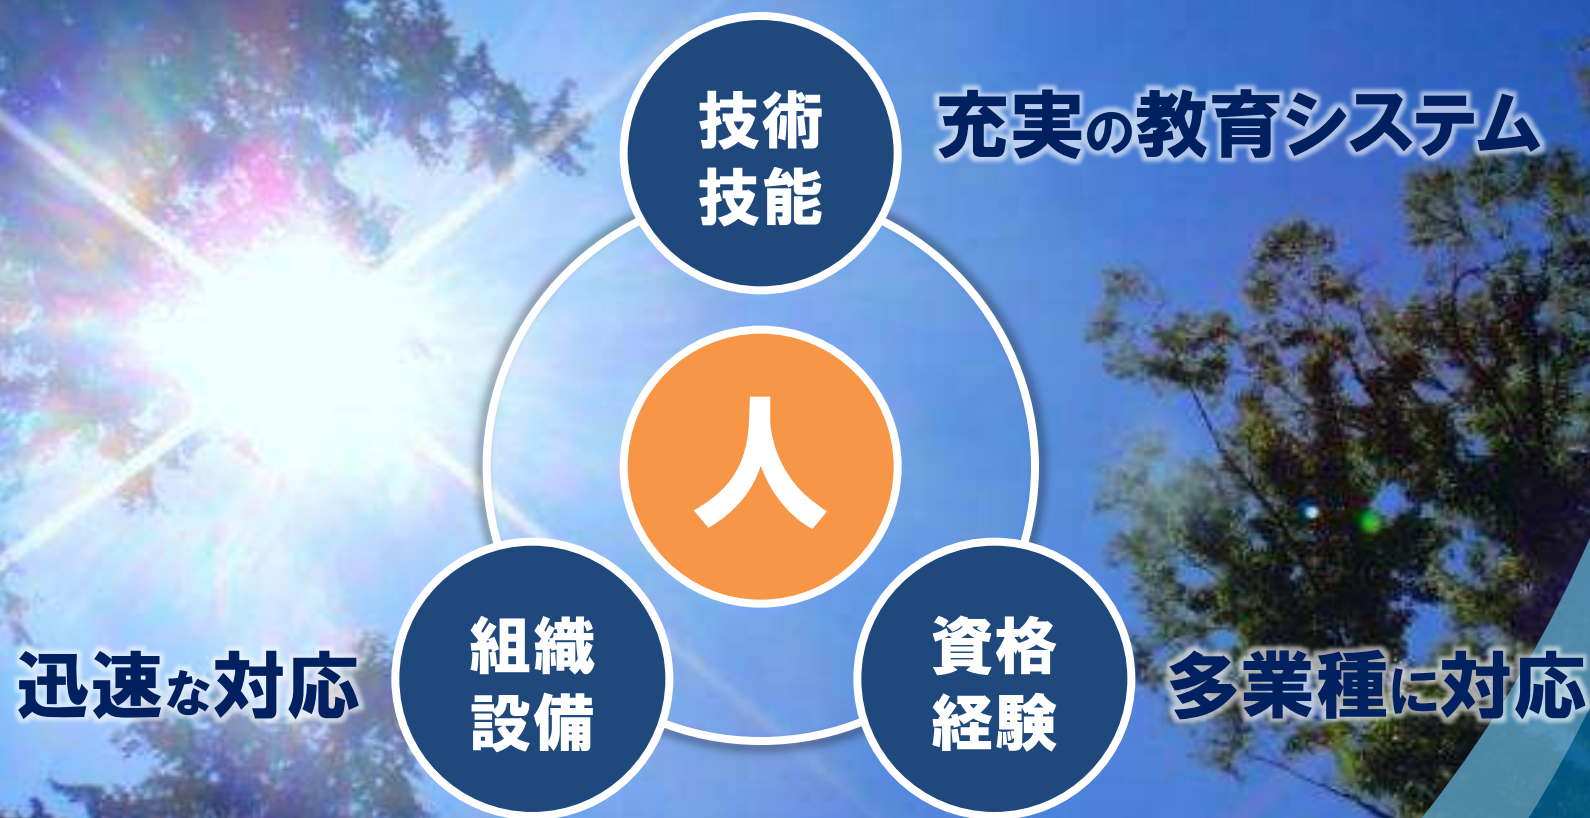 技術
技能
充実の教育システム
人
迅速な対応
組織
設備
資格
経験
多業種に対応